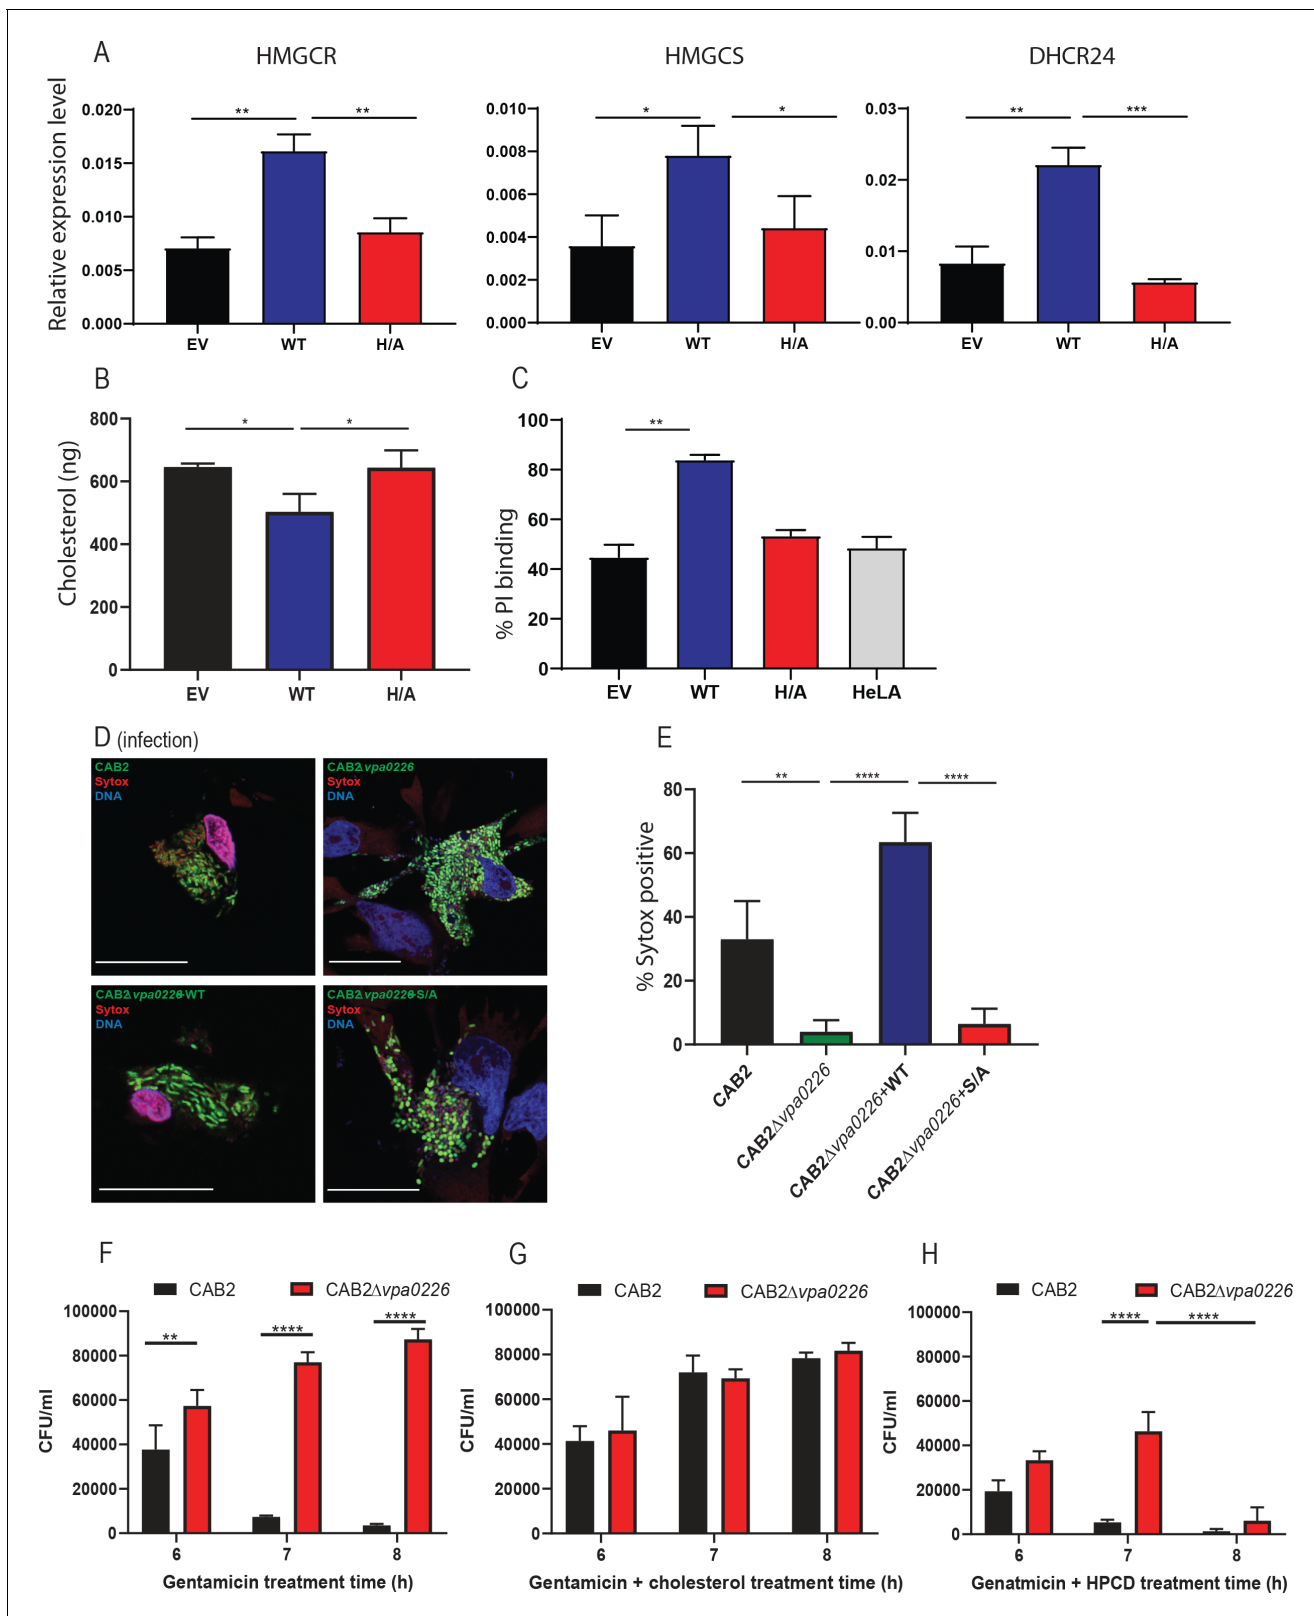 A
HMGCR
HMGCS
DHCR24
Relative expression level
0.020
0.015
0.010
0.005
0.000
** **
EV WT H/A
0.010
0.008
0.006
0.004
0.002
0.000
* *
EV WT H/A
0.03
0.02
0.01
0.00
** ***
EV WT H/A
B
Cholesterol (ng)
800
600
400
200
0
* *
EV WT H/A
C
% PI binding
100
80
60
40
20
0
**
EV WT H/A HeLA
D (infection)
CAB2
Sytox
DNA
CAB2Δvpa0226
Sytox
DNA
CAB2Δvpa0226+WT
Sytox
DNA
CAB2Δvpa0226+S/A
Sytox
DNA
E
% Sytox positive
80
60
40
20
0
** **** ****
CAB2
CAB2Δvpa0226
CAB2Δvpa0226+WT
CAB2Δvpa0226+S/A
F
CAB2 CAB2Δvpa0226
CFU/ml
100000
80000
60000
40000
20000
0
** **** ****
6 7 8
Gentamicin treatment time (h)
G
CAB2 CAB2Δvpa0226
CFU/ml
100000
80000
60000
40000
20000
0
6 7 8
Gentamicin + cholesterol treatment time (h)
H
CAB2 CAB2Δvpa0226
CFU/ml
100000
80000
60000
40000
20000
0
**** ****
6 7 8
Genatmicin + HPCD treatment time (h)